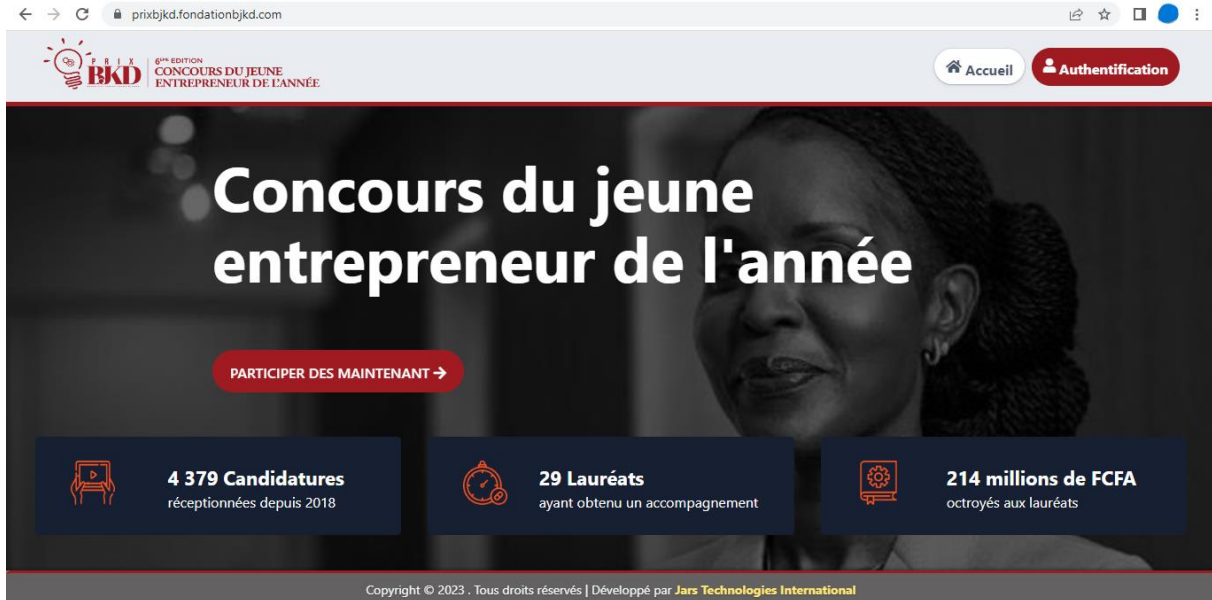 prixbjkd.fondationbjkd.com
PRIX
BJKD
6ème EDITION
CONCOURS DU JEUNE
ENTREPRENEUR DE L'ANNÉE
Accueil
Authentification
Concours du jeune
entrepreneur de l'année
PARTICIPER DES MAINTENANT →
4 379 Candidatures
réceptionnées depuis 2018
29 Lauréats
ayant obtenu un accompagnement
214 millions de FCFA
octroyés aux lauréats
Copyright © 2023 . Tous droits réservés | Développé par Jars Technologies International